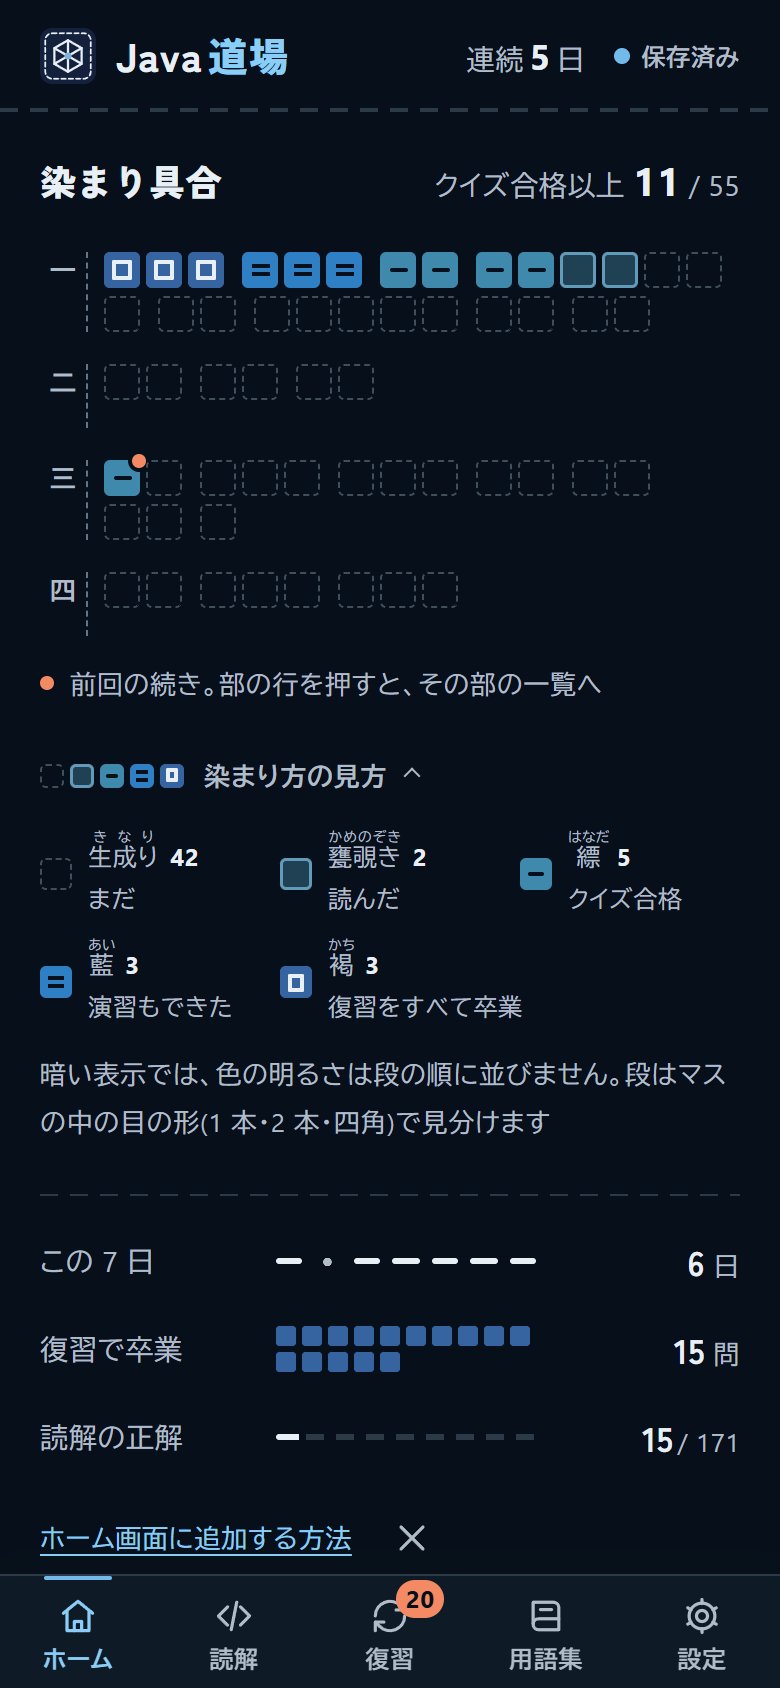 Java 道場
連続 5 日
保存済み
染まり具合
クイズ合格以上 11 / 55
一
二
三
四
前回の続き。部の行を押すと、その部の一覧へ
染まり方の見方
きなり
生成り 42
まだ
かめのぞき
甕覗き 2
読んだ
はなだ
縹 5
クイズ合格
あい
藍 3
演習もできた
かち
褐 3
復習をすべて卒業
暗い表示では、色の明るさは段の順に並びません。段はマス
の中の目の形(1 本・2 本・四角)で見分けます
この 7 日
6 日
復習で卒業
15 問
読解の正解
15 / 171
ホーム画面に追加する方法
ホーム
読解
20
復習
用語集
設定